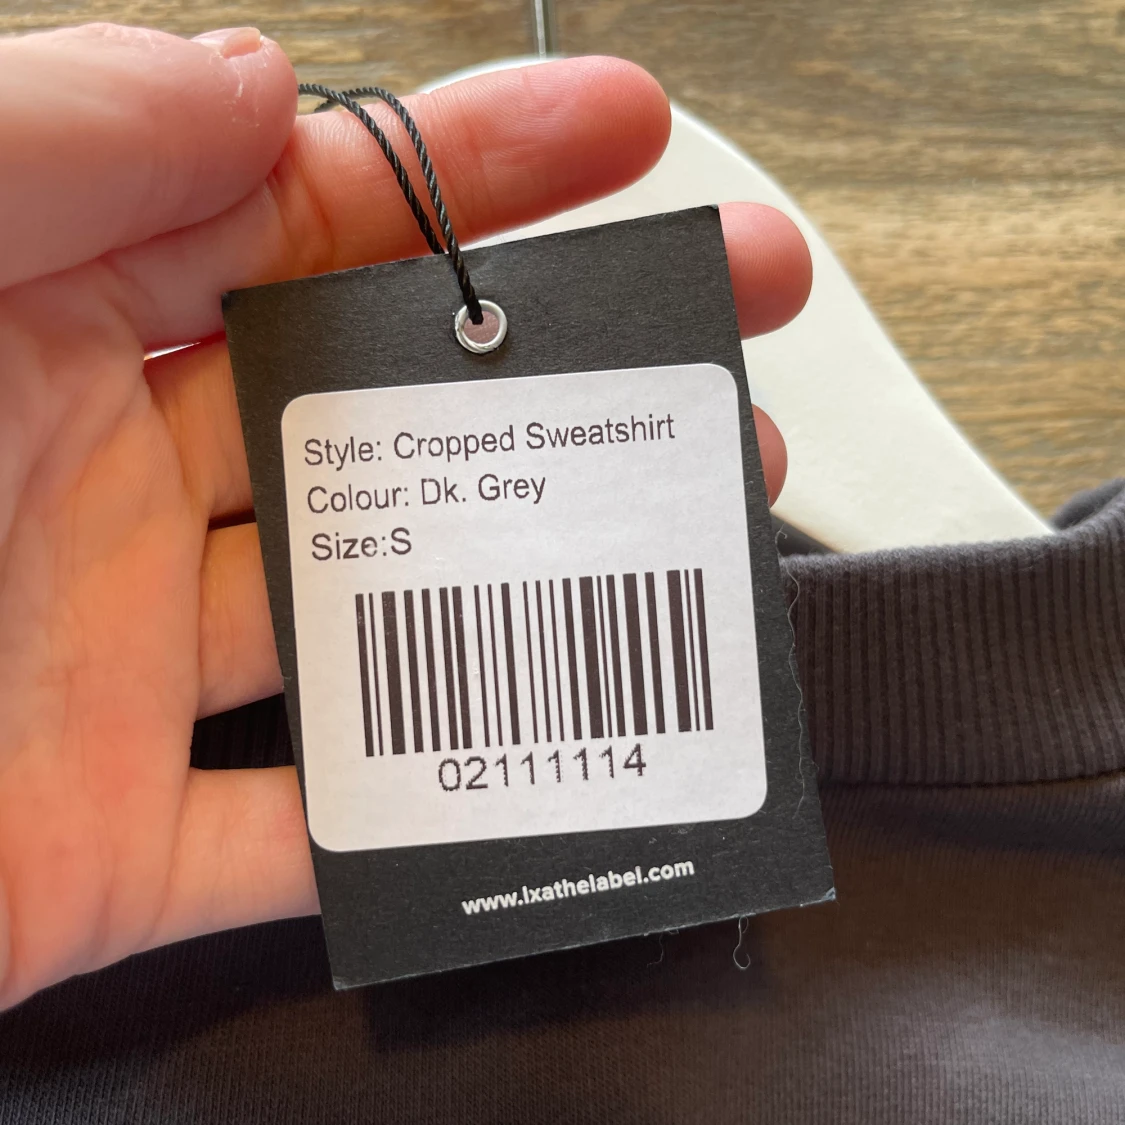 Style: Cropped Sweatshirt
Colour: Dk. Grey
Size:S
02111114
www.lxathelabel.com